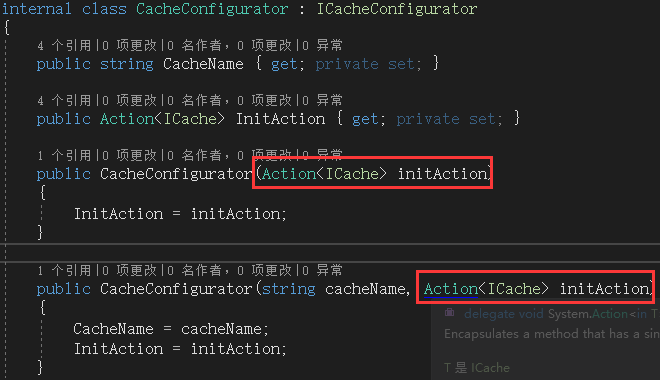 internal class CacheConfigurator : ICacheConfigurator
{
4 个引用|0 项更改|0 名作者，0 项更改|0 异常
public string CacheName { get; private set; }
4 个引用|0 项更改|0 名作者，0 项更改|0 异常
public Action<ICache> InitAction { get; private set; }
1 个引用|0 项更改|0 名作者，0 项更改|0 异常
public CacheConfigurator(Action<ICache> initAction)
{
InitAction = initAction;
}
1 个引用|0 项更改|0 名作者，0 项更改|0 异常
public CacheConfigurator(string cacheName, Action<ICache> initAction)
{
CacheName = cacheName;
InitAction = initAction;
}
delegate void System.Action<in T
Encapsulates a method that has a sin
T 是 ICache